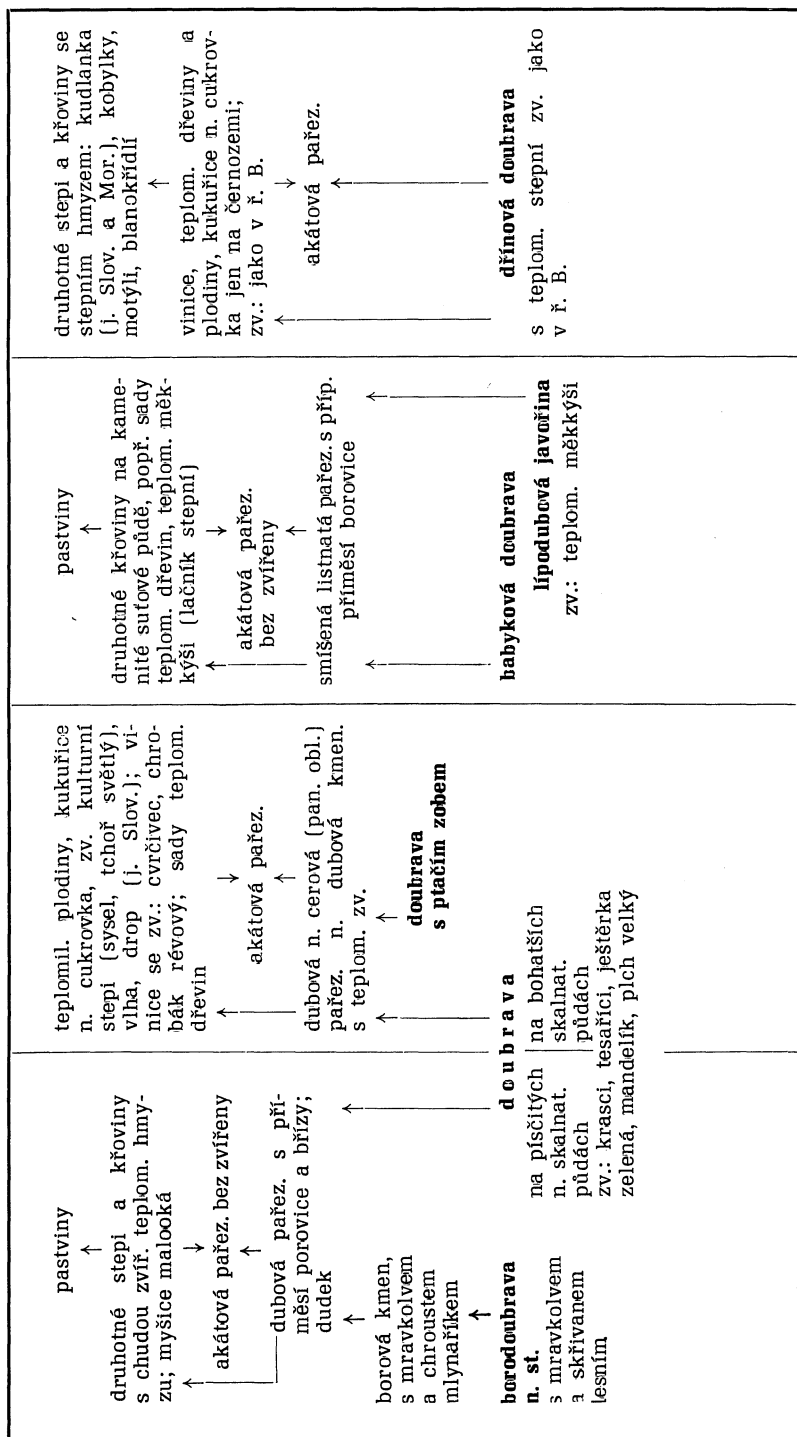 pastviny
druhotné stepi a křoviny
s chudou zvíř. teplom. hmy-
zu; myšice malooká
akátová pařez. bez zvířeny
dubová pařez. s pří-
měsí porovice a břízy;
dudek
borová kmen,
s mravkolvem
a chroustem
mlynaříkem
borodoubrava
n. st.
s mravkolvem
a skřivanem
lesním
teplomil. plodiny, kukuřice
n. cukrovka, zv. kulturní
stepi (sysel, tchoř světlý),
vlha, drop (j. Slov.); vi-
nice se zv.: cvrčivec, chro-
bák révový; sady teplom.
dřevin
akátová pařez.
dubová n. cerová (pan. obl.)
pařez. n. dubová kmen.
s teplom. zv.
doubrava
s ptačím zobem
doubrava
na písčitých
n. skalnat.
půdách
na bohatších
skalnat.
půdách
zv.: krasci, tesaříci, ještěrka
zelená, mandelík, plch velký
pastviny
druhotné křoviny na kame-
nité suťové půdě, popř. sady
teplom. dřevin, teplom. měk-
kýši (lačník stepní)
akátová pařez.
bez zvířeny
smíšená listnatá pařez. s příp.
příměsí borovice
babyková doubrava
lípodubová javořina
zv.: teplom. měkkýši
druhotné stepi a křoviny se
stepním hmyzem: kudlanka
(j. Slov. a Mor.), kobylky,
motýli, blanokřídlí
vinice, teplom. dřeviny a
plodiny, kukuřice n. cukrov-
ka jen na černozemi;
zv.: jako v ř. B.
akátová pařez.
dřínová doubrava
s teplom. stepní zv. jako
v ř. B.